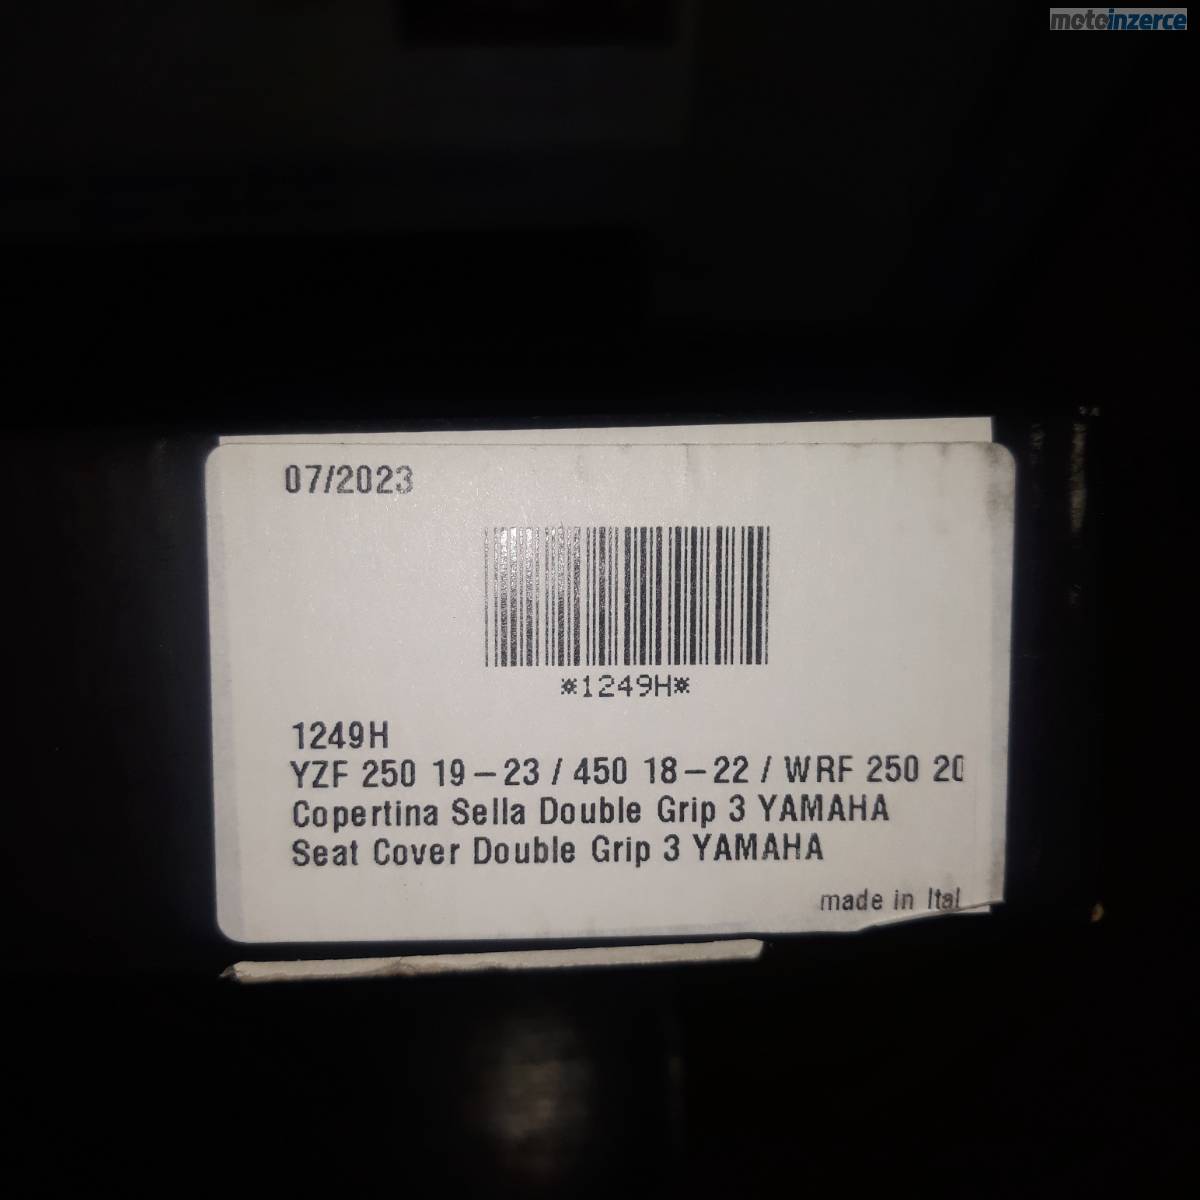 motoinzerce
07/2023
*1249H*
1249H
YZF 250 19-23 / 450 18-22 / WRF 250 20
Copertina Sella Double Grip 3 YAMAHA
Seat Cover Double Grip 3 YAMAHA
made in Ital